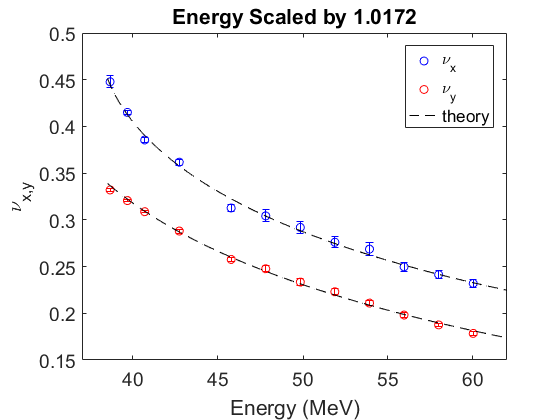 Energy Scaled by 1.0172
0.5
0.45
0.4
0.35
0.3
0.25
0.2
0.15
ν_x,y
ν_x
ν_y
theory
40 45 50 55 60
Energy (MeV)